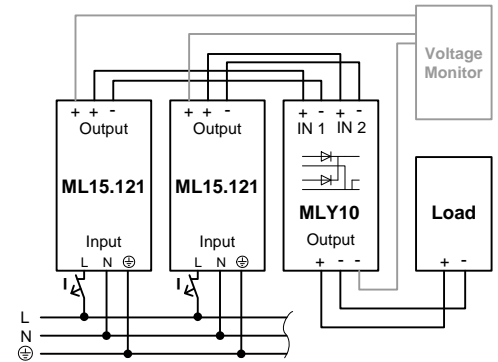 Voltage
Monitor
+ + - + + - + - + -
Output Output IN 1 IN 2
ML15.121 ML15.121 MLY10 Load
Input Input Output
L N ⏚ L N ⏚ + - - + -
I I
L
N
⏚